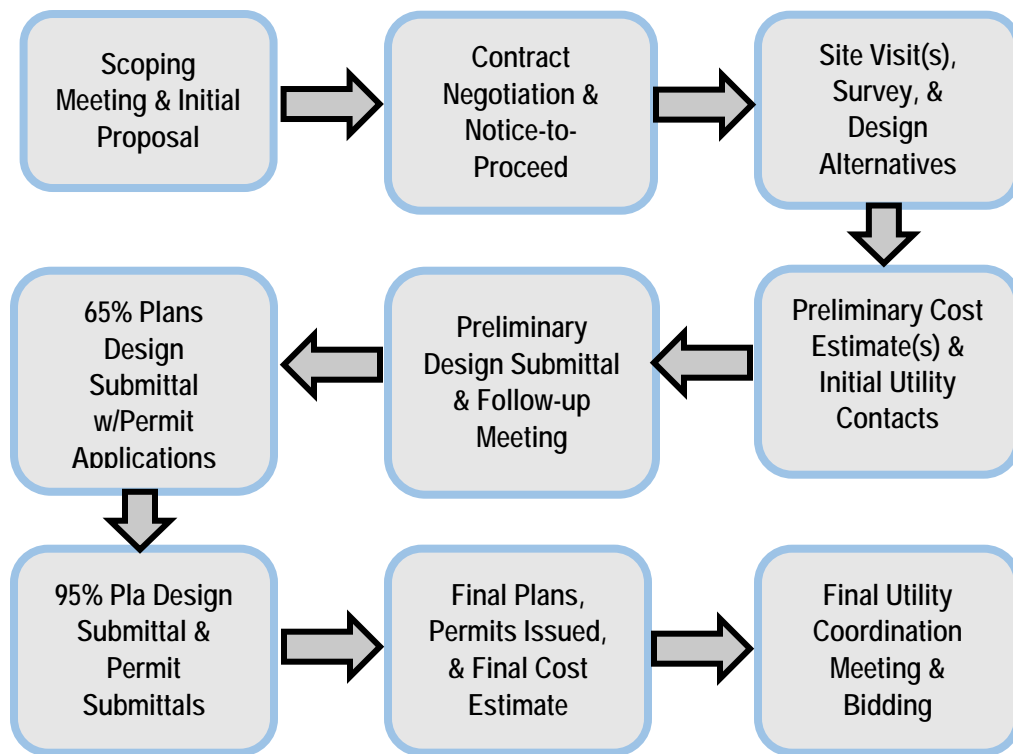 Scoping
Meeting & Initial
Proposal
Contract
Negotiation &
Notice-to-
Proceed
Site Visit(s),
Survey, &
Design
Alternatives
Preliminary Cost
Estimate(s) &
Initial Utility
Contacts
Preliminary
Design Submittal
& Follow-up
Meeting
65% Plans
Design
Submittal
w/Permit
Applications
95% Pla Design
Submittal &
Permit
Submittals
Final Plans,
Permits Issued,
& Final Cost
Estimate
Final Utility
Coordination
Meeting &
Bidding